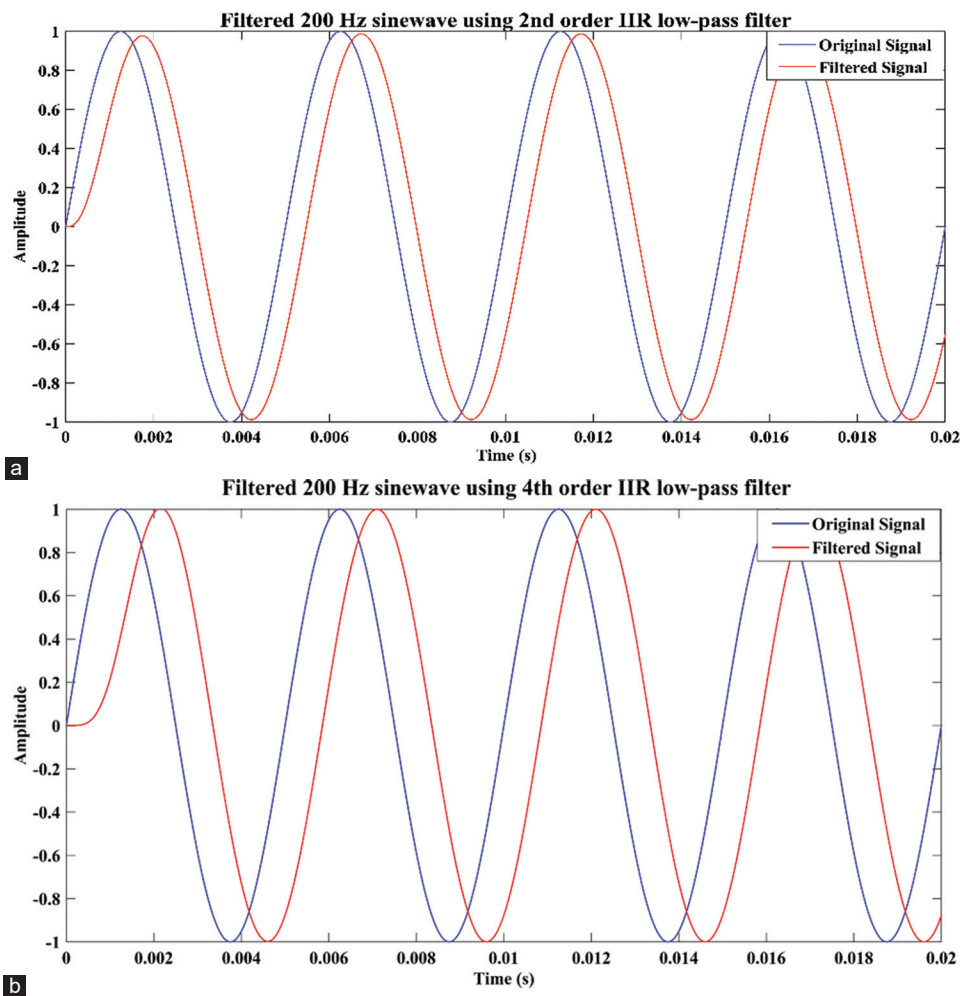 Filtered 200 Hz sinewave using 2nd order IIR low-pass filter
1
0.8
0.6
0.4
0.2
0
-0.2
-0.4
-0.6
-0.8
-1
Amplitude
Original Signal
Filtered Signal
0 0.002 0.004 0.006 0.008 0.01 0.012 0.014 0.016 0.018 0.02
Time (s)
a
Filtered 200 Hz sinewave using 4th order IIR low-pass filter
1
0.8
0.6
0.4
0.2
0
-0.2
-0.4
-0.6
-0.8
-1
Amplitude
Original Signal
Filtered Signal
0 0.002 0.004 0.006 0.008 0.01 0.012 0.014 0.016 0.018 0.02
Time (s)
b